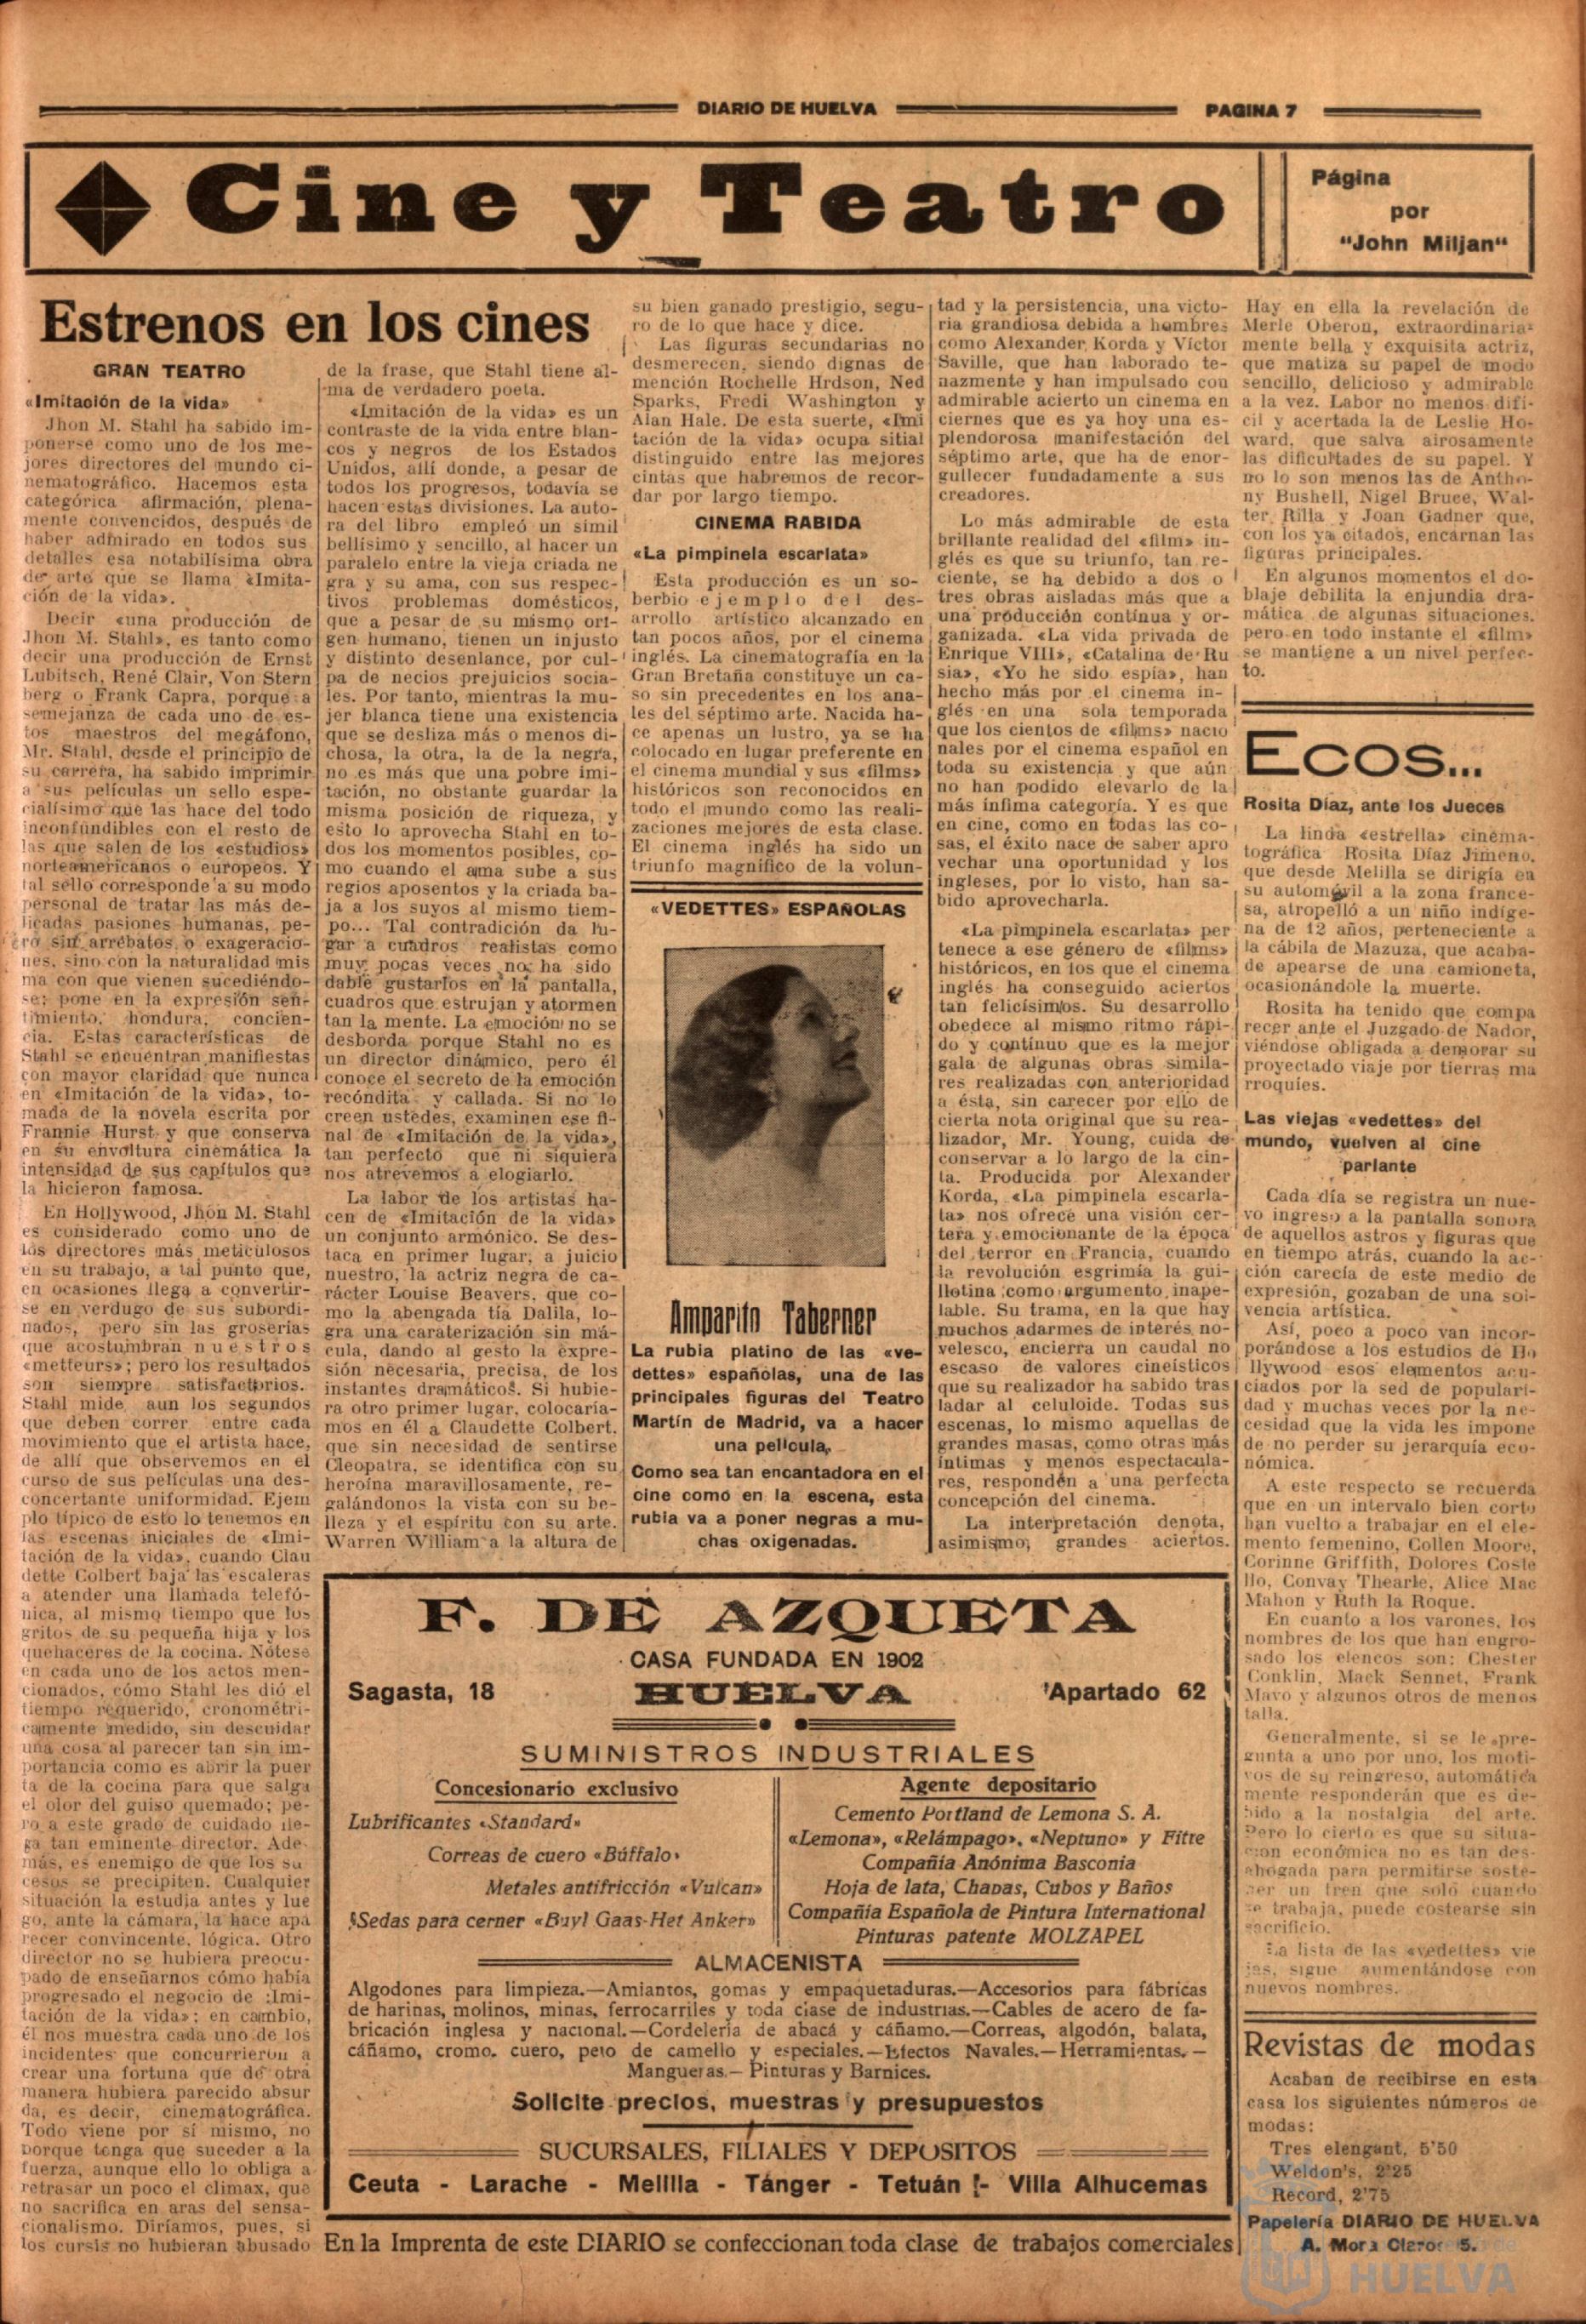 DIARIO DE HUELVA
PAGINA 7
Cine y Teatro
Página
por
"John Miljan"
Estrenos en los cines
GRAN TEATRO
«Imitación de la vida»
Jhon M. Stahl ha sabido im-
ponerse como uno de los me-
jores directores del mundo ci-
nematográfico. Hacemos esta
categórica afirmación, plena-
mente convencidos, después de
haber admirado en todos sus
detalles esa notabilísima obra
de arte que se llama «Imita-
ción de la vida».
Decir «una producción de
Jhon M. Stahl», es tanto como
decir una producción de Ernst
Lubitsch, René Clair, Von Stern
berg o Frank Capra, porque a
semejanza de cada uno de es-
tos maestros del megáfono,
Mr. Stahl, desde el principio de
su carrera, ha sabido imprimir
a sus películas un sello espe-
cialísimo que las hace del todo
inconfundibles con el resto de
las que salen de los «estudios»
norteamericanos o europeos. Y
tal sello corresponde a su modo
personal de tratar las más de-
licadas pasiones humanas, pe-
ro sin arrebatos o exageracio-
nes, sino con la naturalidad mis
ma con que vienen sucediéndo-
se; pone en la expresión sen-
timiento, hondura, concien-
cia. Estas características de
Stahl se encuentran manifiestas
con mayor claridad que nunca
en «Imitación de la vida», to-
mada de la novela escrita por
Frannie Hurst y que conserva
en su envoltura cinemática la
intensidad de sus capítulos que
la hicieron famosa.
En Hollywood, Jhon M. Stahl
es considerado como uno de
los directores más meticulosos
en su trabajo, a tal punto que,
en ocasiones llega a convertir-
se en verdugo de sus subordi-
nados, pero sin las groserías
que acostumbran nuestros
«metteurs»; pero los resultados
son siempre satisfactorios.
Stahl mide aun los segundos
que deben correr entre cada
movimiento que el artista hace,
de allí que observemos en el
curso de sus películas una des-
concertante uniformidad. Ejem
plo típico de esto lo tenemos en
las escenas iniciales de «Imi-
tación de la vida», cuando Clau
dette Colbert baja las escaleras
a atender una llamada telefó-
nica, al mismo tiempo que los
gritos de su pequeña hija y los
quehaceres de la cocina. Nótese
en cada uno de los actos men-
cionados, cómo Stahl les dió el
tiempo requerido, cronométri-
camente medido, sin descuidar
una cosa al parecer tan sin im-
portancia como es abrir la puer
ta de la cocina para que salga
el olor del guiso quemado; pe-
ro a este grado de cuidado lle-
ga tan eminente director. Ade-
más, es enemigo de que los su
cesos se precipiten. Cualquier
situación la estudia antes y lue
go, ante la cámara, la hace apa
recer convincente, lógica. Otro
director no se hubiera preocu-
pado de enseñarnos cómo había
progresado el negocio de :Imi-
tación de la vida»; en cambio,
él nos muestra cada uno de los
incidentes que concurrieron a
crear una fortuna que de otra
manera hubiera parecido absur
da, es decir, cinematográfica.
Todo viene por sí mismo, no
porque tenga que suceder a la
fuerza, aunque ello lo obliga a
retrasar un poco el climax, que
no sacrifica en aras del sensa-
cionalismo. Diríamos, pues, si
los cursis no hubieran abusado
de la frase, que Stahl tiene al-
ma de verdadero poeta.
«Imitación de la vida» es un
contraste de la vida entre blan-
cos y negros de los Estados
Unidos, allí donde, a pesar de
todos los progresos, todavía se
hacen estas divisiones. La auto-
ra del libro empleó un simil
bellísimo y sencillo, al hacer un
paralelo entre la vieja criada ne
gra y su ama, con sus respec-
tivos problemas domésticos,
que a pesar de su mismo ori-
gen humano, tienen un injusto
y distinto desenlance, por cul-
pa de necios prejuicios socia-
les. Por tanto, mientras la mu-
jer blanca tiene una existencia
que se desliza más o menos di-
chosa, la otra, la de la negra,
no es más que una pobre imi-
tación, no obstante guardar la
misma posición de riqueza, y
esto lo aprovecha Stahl en to-
dos los momentos posibles, co-
mo cuando el ama sube a sus
regios aposentos y la criada ba-
ja a los suyos al mismo tiem-
po... Tal contradición da lu-
gar a cuadros realistas como
muy pocas veces no: ha sido
dable gustarlos en la pantalla,
cuadros que estrujan y atormen
tan la mente. La emoción no se
desborda porque Stahl no es
un director dinámico, pero él
conoce el secreto de la emoción
recóndita y callada. Si no lo
creen ustedes, examinen ese fi-
nal de «Imitación de la vida»,
tan perfecto que ni siquiera
nos atrevemos a elogiarlo.
La labor de los artistas ha-
cen de «Imitación de la vida»
un conjunto armónico. Se des-
taca en primer lugar, a juicio
nuestro, la actriz negra de ca-
rácter Louise Beavers, que co-
mo la abengada tía Dalila, lo-
gra una caraterización sin má-
cula, dando al gesto la expre-
sión necesaria, precisa, de los
instantes dramáticos. Si hubie-
ra otro primer lugar, colocaría-
mos en él a Claudette Colbert,
que sin necesidad de sentirse
Cleopatra, se identifica con su
heroína maravillosamente, re-
galándonos la vista con su be-
lleza y el espíritu con su arte.
Warren William a la altura de
su bien ganado prestigio, segu-
ro de lo que hace y dice.
Las figuras secundarias no
desmerecen, siendo dignas de
mención Rochelle Hrdson, Ned
Sparks, Fredi Washington y
Alan Hale. De esta suerte, «Imi
tación de la vida» ocupa sitial
distinguido entre las mejores
cintas que habremos de recor-
dar por largo tiempo.
CINEMA RABIDA
«La pimpinela escarlata»
Esta producción es un so-
berbio ejemplo del des-
arrollo artístico alcanzado en
tan pocos años, por el cinema
inglés. La cinematografía en la
Gran Bretaña constituye un ca-
so sin precedentes en los ana-
les del séptimo arte. Nacida ha-
ce apenas un lustro, ya se ha
colocado en lugar preferente en
el cinema mundial y sus «films»
históricos son reconocidos en
todo el mundo como las reali-
zaciones mejores de esta clase.
El cinema inglés ha sido un
triunfo magnífico de la volun-
«VEDETTES» ESPAÑOLAS
Amparito Taberner
La rubia platino de las «ve-
dettes» españolas, una de las
principales figuras del Teatro
Martín de Madrid, va a hacer
una película,
Como sea tan encantadora en el
cine como en la escena, esta
rubia va a poner negras a mu-
chas oxigenadas.
tad y la persistencia, una victo-
ria grandiosa debida a hombres
como Alexander Korda y Víctor
Saville, que han laborado te-
nazmente y han impulsado con
admirable acierto un cinema en
ciernes que es ya hoy una es-
plendorosa manifestación del
séptimo arte, que ha de enor-
gullecer fundadamente a sus
creadores.
Lo más admirable de esta
brillante realidad del «film» in-
glés es que su triunfo, tan re-
ciente, se ha debido a dos o
tres obras aisladas más que a
una producción continua y or-
ganizada. «La vida privada de
Enrique VIII», «Catalina de Ru
sia», «Yo he sido espía», han
hecho más por el cinema in-
glés en una sola temporada
que los cientos de «films» nacio
nales por el cinema español en
toda su existencia y que aún
no han podido elevarlo de la
más ínfima categoría. Y es que
en cine, como en todas las co-
sas, el éxito nace de saber apro
vechar una oportunidad y los
ingleses, por lo visto, han sa-
bido aprovecharla.
«La pimpinela escarlata» per
tenece a ese género de «films»
históricos, en los que el cinema
inglés ha conseguido aciertos
tan felicísimos. Su desarrollo
obedece al mismo ritmo rápi-
do y continuo que es la mejor
gala de algunas obras simila-
res realizadas con anterioridad
a ésta, sin carecer por ello de
cierta nota original que su rea-
lizador, Mr. Young, cuida de
conservar a lo largo de la cin-
ta. Producida por Alexander
Korda, «La pimpinela escarla-
ta» nos ofrece una visión cer-
tera y emocionante de la época
del terror en Francia, cuando
la revolución esgrimía la gui-
llotina como argumento inape-
lable. Su trama, en la que hay
muchos adarmes de interés no-
velesco, encierra un caudal no
escaso de valores cineísticos
que su realizador ha sabido tras
ladar al celuloide. Todas sus
escenas, lo mismo aquellas de
grandes masas, como otras más
íntimas y menos espectacula-
res, responden a una perfecta
concepción del cinema.
La interpretación denota,
asimismo, grandes aciertos.
Hay en ella la revelación de
Merle Oberon, extraordinaria-
mente bella y exquisita actriz,
que matiza su papel de modo
sencillo, delicioso y admirable
a la vez. Labor no menos difí-
cil y acertada la de Leslie Ho-
ward, que salva airosamente
las dificultades de su papel. Y
no lo son menos las de Antho-
ny Bushell, Nigel Bruce, Wal-
ter Rilla y Joan Gadner que,
con los ya citados, encarnan las
figuras principales.
En algunos momentos el do-
blaje debilita la enjundia dra-
mática de algunas situaciones,
pero en todo instante el «film»
se mantiene a un nivel perfec-
to.
Ecos...
Rosita Díaz, ante los Jueces
La linda «estrella» cinema-
tográfica Rosita Díaz Jimeno,
que desde Melilla se dirigía en
su automóvil a la zona france-
sa, atropelló a un niño indíge-
na de 12 años, perteneciente a
la cábila de Mazuza, que acaba-
de apearse de una camioneta,
ocasionándole la muerte.
Rosita ha tenido que compa
recer ante el Juzgado de Nador,
viéndose obligada a demorar su
proyectado viaje por tierras ma
rroquíes.
Las viejas «vedettes» del
mundo, vuelven al cine
parlante
Cada día se registra un nue-
vo ingreso a la pantalla sonora
de aquellos astros y figuras que
en tiempo atrás, cuando la ac-
ción carecía de este medio de
expresión, gozaban de una sol-
vencia artística.
Así, poco a poco van incor-
porándose a los estudios de Ho
llywood esos elementos acu-
ciados por la sed de populari-
dad y muchas veces por la ne-
cesidad que la vida les impone
de no perder su jerarquía eco-
nómica.
A este respecto se recuerda
que en un intervalo bien corto
han vuelto a trabajar en el ele-
mento femenino, Collen Moore,
Corinne Griffith, Dolores Coste
llo, Convay Thearle, Alice Mac
Mahon y Ruth la Roque.
En cuanto a los varones, los
nombres de los que han engro-
sado los elencos son: Chester
Conklin, Mack Sennet, Frank
Mayo y algunos otros de menos
talla.
Generalmente, si se le pre-
gunta a uno por uno, los moti-
vos de su reingreso, automática
mente responderán que es de-
bido a la nostalgia del arte.
Pero lo cierto es que su situa-
ción económica no es tan des-
ahogada para permitirse soste-
ner un tren que solo cuando
se trabaja, puede costearse sin
sacrificio.
La lista de las «vedettes» vie
jas, sigue aumentándose con
nuevos nombres.
Revistas de modas
Acaban de recibirse en esta
casa los siguientes números de
modas:
Tres elengant, 5'50
Weldon's, 2'25
Record, 2'75
Papelería DIARIO DE HUELVA
A. Mora Claros 5.
F. DE AZQUETA
CASA FUNDADA EN 1902
Sagasta, 18
HUELVA
Apartado 62
SUMINISTROS INDUSTRIALES
Concesionario exclusivo
Lubrificantes «Standard»
Correas de cuero «Búffalo»
Metales antifricción «Vulcan»
Sedas para cerner «Buyl Gaas-Het Anker»
Agente depositario
Cemento Portland de Lemona S. A.
«Lemona», «Relámpago», «Neptuno» y Fitre
Compañía Anónima Basconia
Hoja de lata, Chapas, Cubos y Baños
Compañía Española de Pintura International
Pinturas patente MOLZAPEL
ALMACENISTA
Algodones para limpieza.—Amiantos, gomas y empaquetaduras.—Accesorios para fábricas
de harinas, molinos, minas, ferrocarriles y toda clase de industrias.—Cables de acero de fa-
bricación inglesa y nacional.—Cordelería de abacá y cáñamo.—Correas, algodón, balata,
cáñamo, cromo, cuero, pelo de camello y especiales.—Efectos Navales.—Herramientas.—
Mangueras.—Pinturas y Barnices.
Solicite precios, muestras y presupuestos
SUCURSALES, FILIALES Y DEPOSITOS
Ceuta - Larache - Melilla - Tánger - Tetuán - Villa Alhucemas
En la Imprenta de este DIARIO se confeccionan toda clase de trabajos comerciales
HUELVA